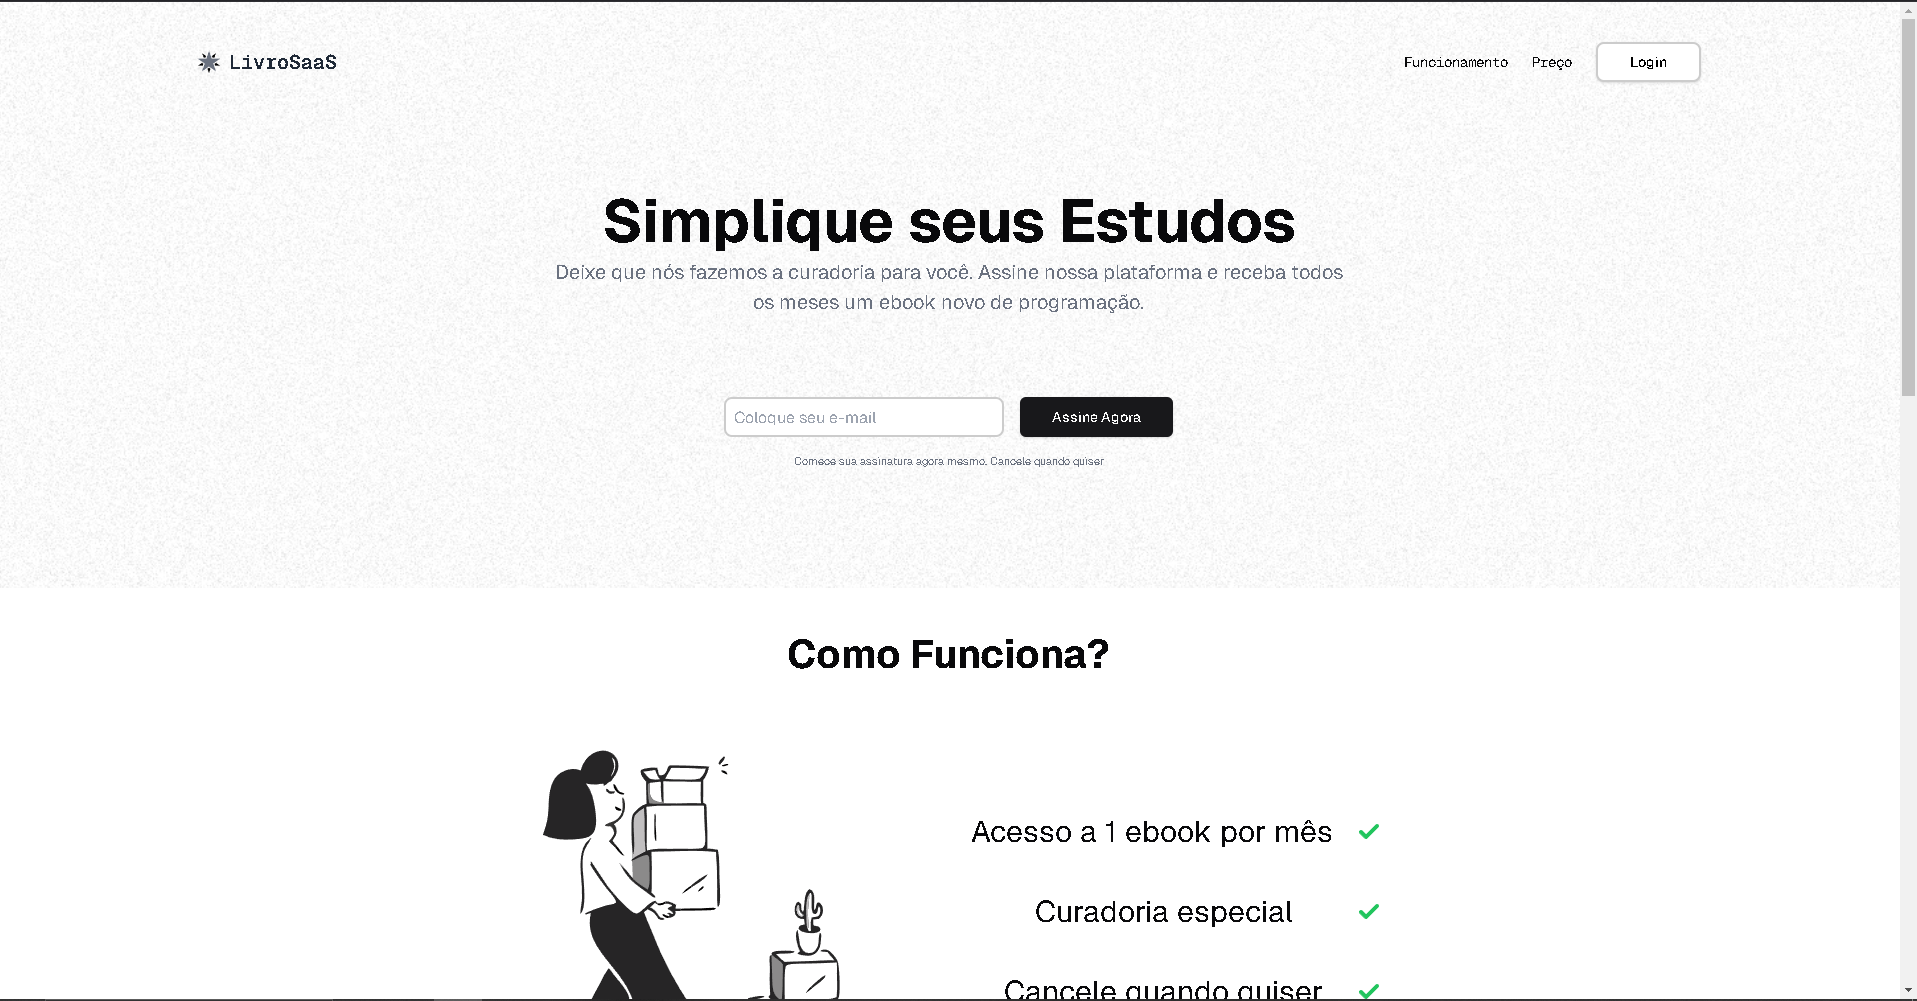 LivroSaaS
Funcionamento
Preço
Login
Simplique seus Estudos
Deixe que nós fazemos a curadoria para você. Assine nossa plataforma e receba todos
os meses um ebook novo de programação.
Coloque seu e-mail
Assine Agora
Comece sua assinatura agora mesmo. Cancele quando quiser
Como Funciona?
Acesso a 1 ebook por mês
Curadoria especial
Cancele quando quiser